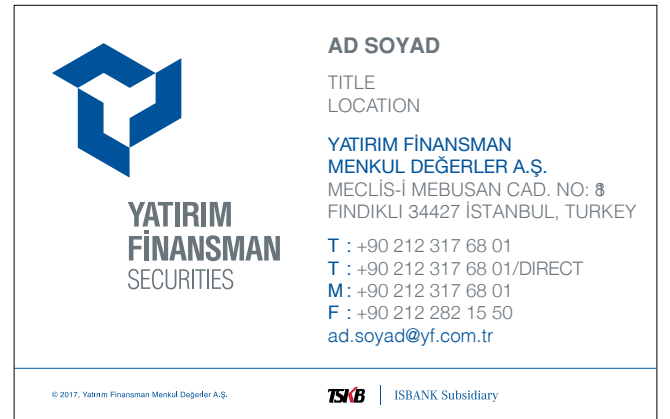 YATIRIM
FİNANSMAN
SECURITIES
AD SOYAD
TITLE
LOCATION
YATIRIM FİNANSMAN
MENKUL DEĞERLER A.Ş.
MECLİS-İ MEBUSAN CAD. NO:
FINDIKLI 34427 İSTANBUL, TURKEY
T : +90 212 317 68 01
T : +90 212 317 68 01/DIRECT
M : +90 212 317 68 01
F : +90 212 282 15 50
ad.soyad@yf.com.tr
© 2017, Yatırım Finansman Menkul Değerler A.Ş.
TSKB
ISBANK Subsidiary